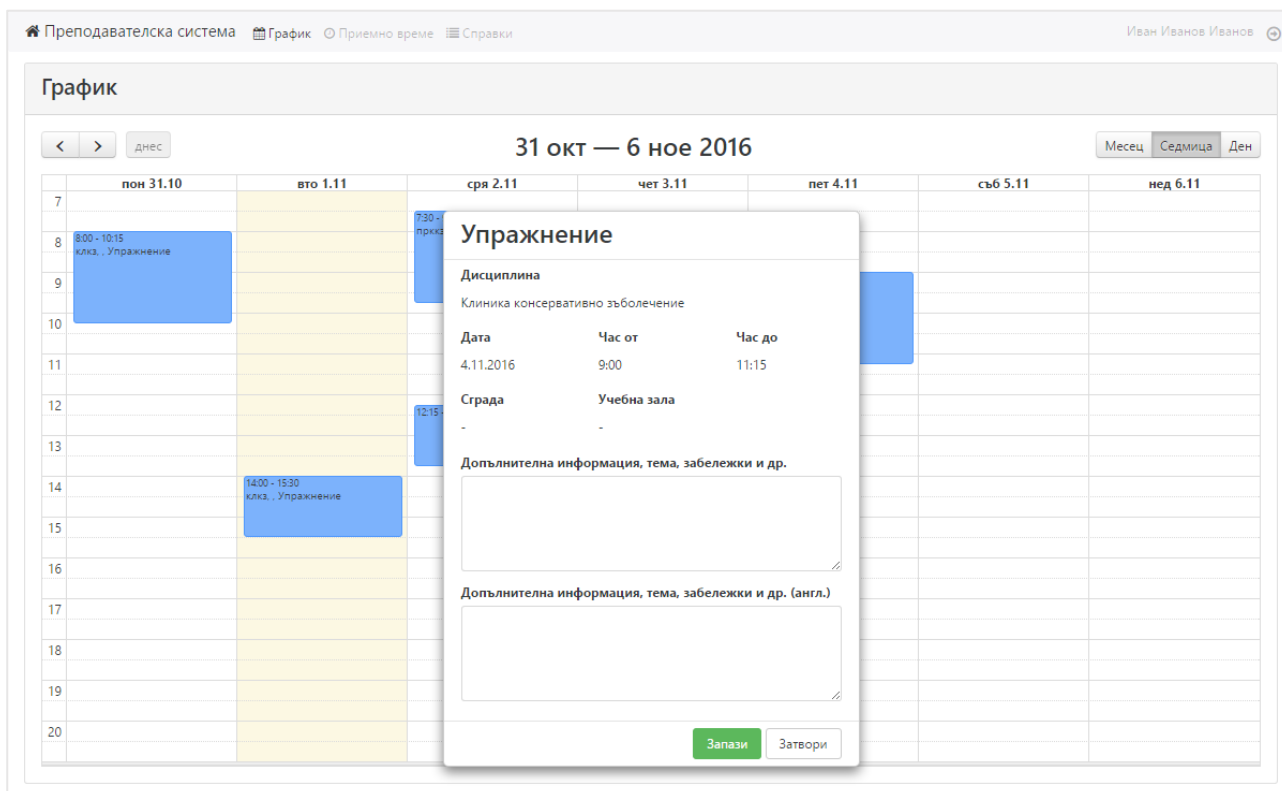 Преподавателска система График Приемно време Справки Иван Иванов Иванов
График
днес 31 окт — 6 ное 2016 Месец Седмица Ден
пон 31.10 вто 1.11 сря 2.11 чет 3.11 пет 4.11 съб 5.11 нед 6.11
7
8
9
10
11
12
13
14
15
16
17
18
19
20
8:00 - 10:15
клкз, , Упражнение
14:00 - 15:30
клкз, , Упражнение
7:30 -
прккз
12:15 -
Упражнение
Дисциплина
Клиника консервативно зъболечение
Дата Час от Час до
4.11.2016 9:00 11:15
Сграда Учебна зала
- -
Допълнителна информация, тема, забележки и др.
Допълнителна информация, тема, забележки и др. (англ.)
Запази Затвори